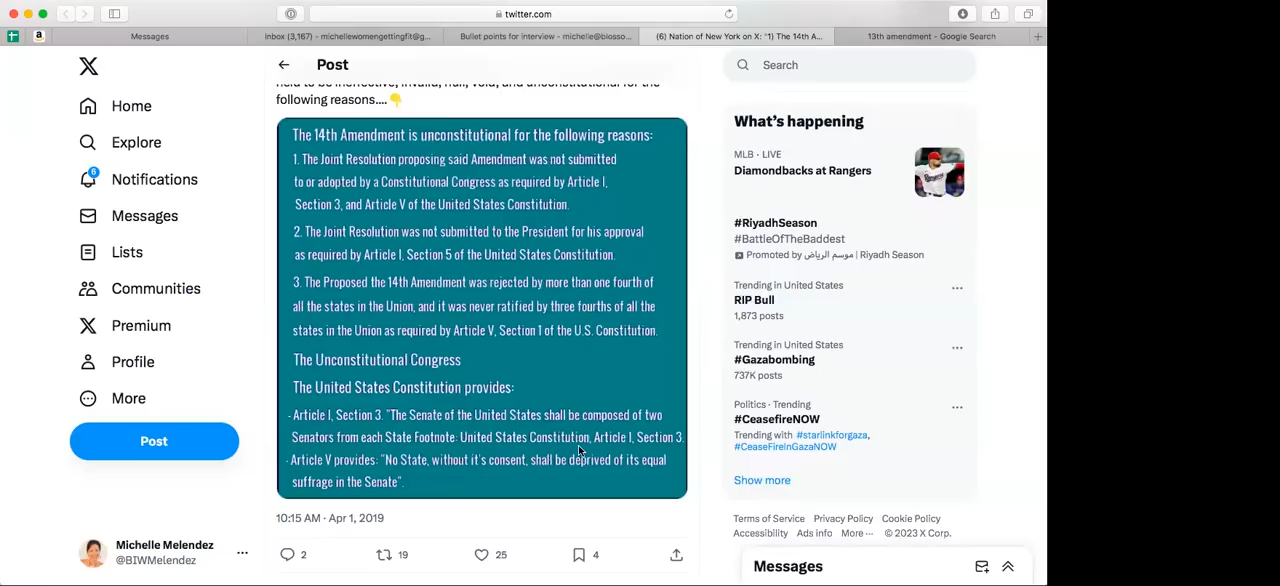 twitter.com
Messages
Inbox (3,167) - michellewomengettingfit@g...
Bullet points for interview - michelle@blosso...
(6) Nation of New York on X: "1) The 14th A...
13th amendment - Google Search
Home
Explore
6
Notifications
Messages
Lists
Communities
Premium
Profile
More
Post
Michelle Melendez
@BIWMelendez
Post
held to be ineffective, invalid, null, void, and unconstitutional for the
following reasons....👇
The 14th Amendment is unconstitutional for the following reasons:
1. The Joint Resolution proposing said Amendment was not submitted
to or adopted by a Constitutional Congress as required by Article I,
Section 3, and Article V of the United States Constitution.
2. The Joint Resolution was not submitted to the President for his approval
as required by Article I, Section 5 of the United States Constitution.
3. The Proposed the 14th Amendment was rejected by more than one fourth of
all the states in the Union, and it was never ratified by three fourths of all the
states in the Union as required by Article V, Section 1 of the U.S. Constitution.
The Unconstitutional Congress
The United States Constitution provides:
- Article I, Section 3. "The Senate of the United States shall be composed of two
Senators from each State Footnote: United States Constitution, Article I, Section 3.
- Article V provides: "No State, without it's consent, shall be deprived of its equal
suffrage in the Senate".
10:15 AM · Apr 1, 2019
2
19
25
4
Search
What's happening
MLB · LIVE
Diamondbacks at Rangers
#RiyadhSeason
#BattleOfTheBaddest
Promoted by موسم الرياض | Riyadh Season
Trending in United States
RIP Bull
1,873 posts
Trending in United States
#Gazabombing
737K posts
Politics · Trending
#CeasefireNOW
Trending with #starlinkforgaza,
#CeaseFireInGazaNOW
Show more
Terms of Service Privacy Policy Cookie Policy
Accessibility Ads info More ··· © 2023 X Corp.
Messages